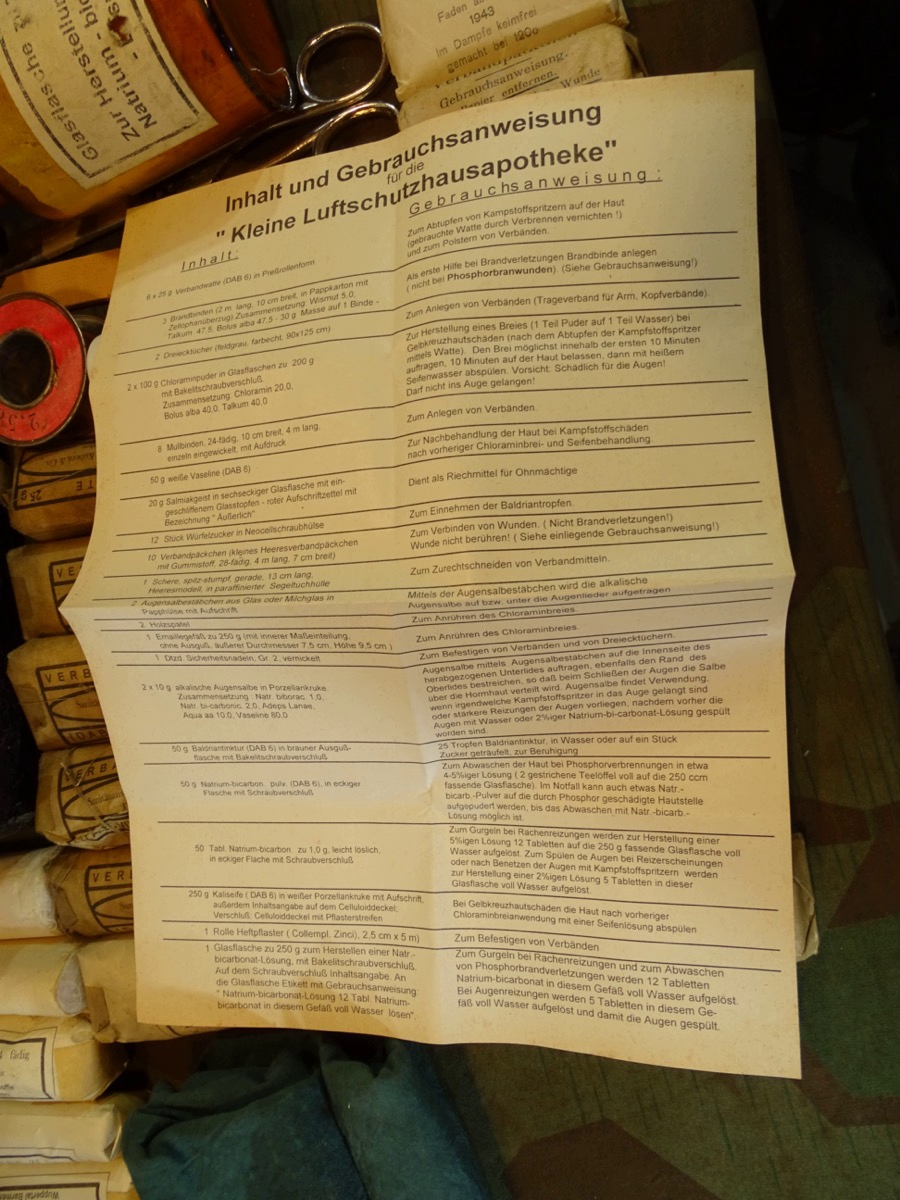 Glasflasche
Zur Herstellun
Natrium - bic
Faden
1943
Im Dampfe keimfrei
gemacht bei 120°
Gebrauchsanweisung.
entfernen. Wunde
Inhalt und Gebrauchsanweisung
für die
" Kleine Luftschutzhausapotheke"
Inhalt:
Gebrauchsanweisung:
6 x 25 g Verbandwatte (DAB 6) in Preßrollenform
Zum Abtupfen von Kampstoffspritzern auf der Haut
(gebrauchte Watte durch Verbrennen vernichten !)
und zum Polstern von Verbänden.
3 Brandbinden (2 m lang, 10 cm breit, in Pappkarton mit
Zellophanüberzug) Zusammensetzung: Wismut 5,0,
Talkum 47,5, Bolus alba 47,5 - 30 g Masse auf 1 Binde -
Als erste Hilfe bei Brandverletzungen Brandbinde anlegen
( nicht bei Phosphorbranwunden). (Siehe Gebrauchsanweisung!)
2 Dreiecktücher (feldgrau, farbecht, 90x125 cm)
Zum Anlegen von Verbänden (Trageverband für Arm, Kopfverbände).
2 x 100 g Chloraminpuder in Glasflaschen zu 200 g
mit Bakelitschraubverschluß.
Zusammensetzung: Chloramin 20,0,
Bolus alba 40,0, Talkum 40,0
Zur Herstellung eines Breies (1 Teil Puder auf 1 Teil Wasser) bei
Gelbkreuzhautschäden (nach dem Abtupfen der Kampfstoffspritzer
mittels Watte). Den Brei möglichst innerhalb der ersten 10 Minuten
auftragen, 10 Minuten auf der Haut belassen, dann mit heißem
Seifenwasser abspülen. Vorsicht: Schädlich für die Augen!
Darf nicht ins Auge gelangen!
8 Mullbinden, 24-fädig, 10 cm breit, 4 m lang,
einzeln eingewickelt, mit Aufdruck
Zum Anlegen von Verbänden.
50 g weiße Vaseline (DAB 6)
Zur Nachbehandlung der Haut bei Kampfstoffschäden
nach vorheriger Chloraminbrei- und Seifenbehandlung
20 g Salmiakgeist in sechseckiger Glasflasche mit ein-
geschliffenem Glasstopfen - roter Aufschriftzettel mit
Bezeichnung " Äußerlich"
Dient als Riechmittel für Ohnmächtige
12 Stück Würfelzucker in Neocellschraubhülse
Zum Einnehmen der Baldriantropfen.
10 Verbandpäckchen (kleines Heeresverbandpäckchen
mit Gummistoff, 28-fädig, 4 m lang, 7 cm breit)
Zum Verbinden von Wunden. ( Nicht Brandverletzungen!)
Wunde nicht berühren! ( Siehe einliegende Gebrauchsanweisung!)
1 Schere, spitz-stumpf, gerade, 13 cm lang,
Heeresmodell, in paraffinierter Segeltuchhülle
Zum Zurechtschneiden von Verbandmitteln.
2 Augensalbestäbchen aus Glas oder Milchglas in
Papphülse mit Aufschrift
Mittels der Augensalbestäbchen wird die alkalische
Augensalbe auf bzw. unter die Augenlieder aufgetragen
2 Holzspatel
Zum Anrühren des Chloraminbreies.
1 Emaillegefäß zu 250 g (mit innerer Maßeinteilung,
ohne Ausguß, äußerer Durchmesser 7,5 cm, Höhe 9,5 cm )
Zum Anrühren des Chloraminbreies.
1 Dtzd. Sicherheitsnadeln, Gr. 2, vernickelt
Zum Befestigen von Verbänden und von Dreiecktüchern.
2 x 10 g alkalische Augensalbe in Porzellankruke.
Zusammensetzung : Natr. biborac. 1,0,
Natr. bi-carbonic. 2,0, Adeps Lanae,
Aqua aa 10,0, Vaseline 80,0
Augensalbe mittels Augensalbestäbchen auf die Innenseite des
herabgezogenen Unterlides auftragen, ebenfalls den Rand des
Oberlides bestreichen, so daß beim Schließen der Augen die Salbe
über die Hornhaut verteilt wird. Augensalbe findet Verwendung,
wenn irgendwelche Kampfstoffspritzer in das Auge gelangt sind
oder stärkere Reizungen der Augen vorliegen, nachdem vorher die
Augen mit Wasser oder 2%iger Natrium-bi-carbonat-Lösung gespült
worden sind.
50 g Baldriantinktur (DAB 6) in brauner Ausguß-
flasche mit Bakelitschraubverschluß
25 Tropfen Baldriantinktur, in Wasser oder auf ein Stück
Zucker geträufelt, zur Beruhigung
50 g Natrium-bicarbon. pulv. (DAB 6), in eckiger
Flasche mit Schraubverschluß
Zum Abwaschen der Haut bei Phosphorverbrennungen in etwa
4-5%iger Lösung ( 2 gestrichene Teelöffel voll auf die 250 ccm
fassende Glasflasche). Im Notfall kann auch etwas Natr.-
bicarb.-Pulver auf die durch Phosphor geschädigte Hautstelle
aufgepudert werden, bis das Abwaschen mit Natr.-bicarb.-
Lösung möglich ist.
50 Tabl. Natrium-bicarbon. zu 1,0 g, leicht löslich,
in eckiger Flache mit Schraubverschluß
Zum Gurgeln bei Rachenreizungen werden zur Herstellung einer
5%igen Lösung 12 Tabletten auf die 250 g fassende Glasflasche voll
Wasser aufgelöst. Zum Spülen de Augen bei Reizerscheinungen
oder nach Benetzen der Augen mit Kampfstoffspritzern werden
zur Herstellung einer 2%igen Lösung 5 Tabletten in dieser
Glasflasche voll Wasser aufgelöst.
250 g Kaliseife ( DAB 6) in weißer Porzellankruke mit Aufschrift,
außerdem Inhaltsangabe auf dem Celluloiddeckel;
Verschluß: Celluloiddeckel mit Pflasterstreifen
Bei Gelbkreuzhautschäden die Haut nach vorheriger
Chloraminbreianwendung mit einer Seifenlösung abspülen
1 Rolle Heftpflaster ( Collempl. Zinci), 2,5 cm x 5 m)
Zum Befestigen von Verbänden
1 Glasflasche zu 250 g zum Herstellen einer Natr.-
bicarbonat-Lösung, mit Bakelitschraubverschluß.
Auf dem Schraubverschluß Inhaltsangabe. An
die Glasflasche Etikett mit Gebrauchsanweisung:
" Natrium-bicarbonat-Lösung 12 Tabl. Natrium-
bicarbonat in diesem Gefäß voll Wasser lösen".
Zum Gurgeln bei Rachenreizungen und zum Abwaschen
von Phosphorbrandverletzungen werden 12 Tabletten
Natrium-bicarbonat in diesem Gefäß voll Wasser aufgelöst.
Bei Augenreizungen werden 5 Tabletten in diesem Ge-
fäß voll Wasser aufgelöst und damit die Augen gespült.
25g
VE
VERB
VERBA
VER
fädig
Wuppertal Barmen